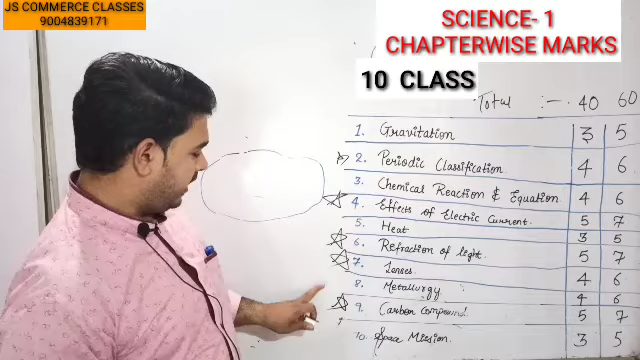 JS COMMERCE CLASSES
9004839171
SCIENCE- 1
CHAPTERWISE MARKS
10 CLASS
Total :- 40 60
1. Gravitation 3 5
2. Periodic Classification 4 6
3. Chemical Reaction & Equation 4 6
4. Effects of Electric Current. 5 7
5. Heat 3 5
6. Refraction of light. 5 7
7. Lenses. 4 6
8. Metallurgy 4 6
9. Carbon Compound 5 7
10. Space Mission. 3 5